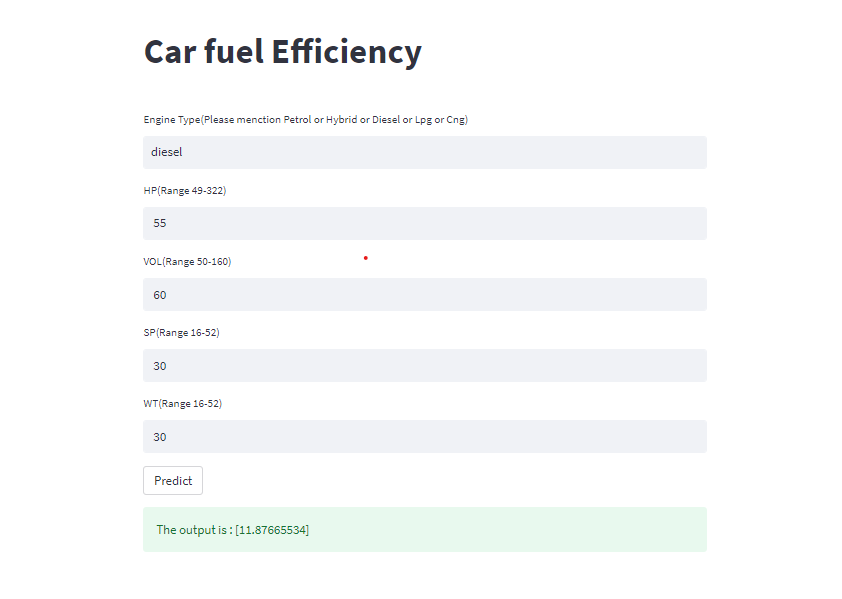 Car fuel Efficiency
Engine Type(Please menction Petrol or Hybrid or Diesel or Lpg or Cng)
diesel
HP(Range 49-322)
55
VOL(Range 50-160)
60
SP(Range 16-52)
30
WT(Range 16-52)
30
Predict
The output is : [11.87665534]